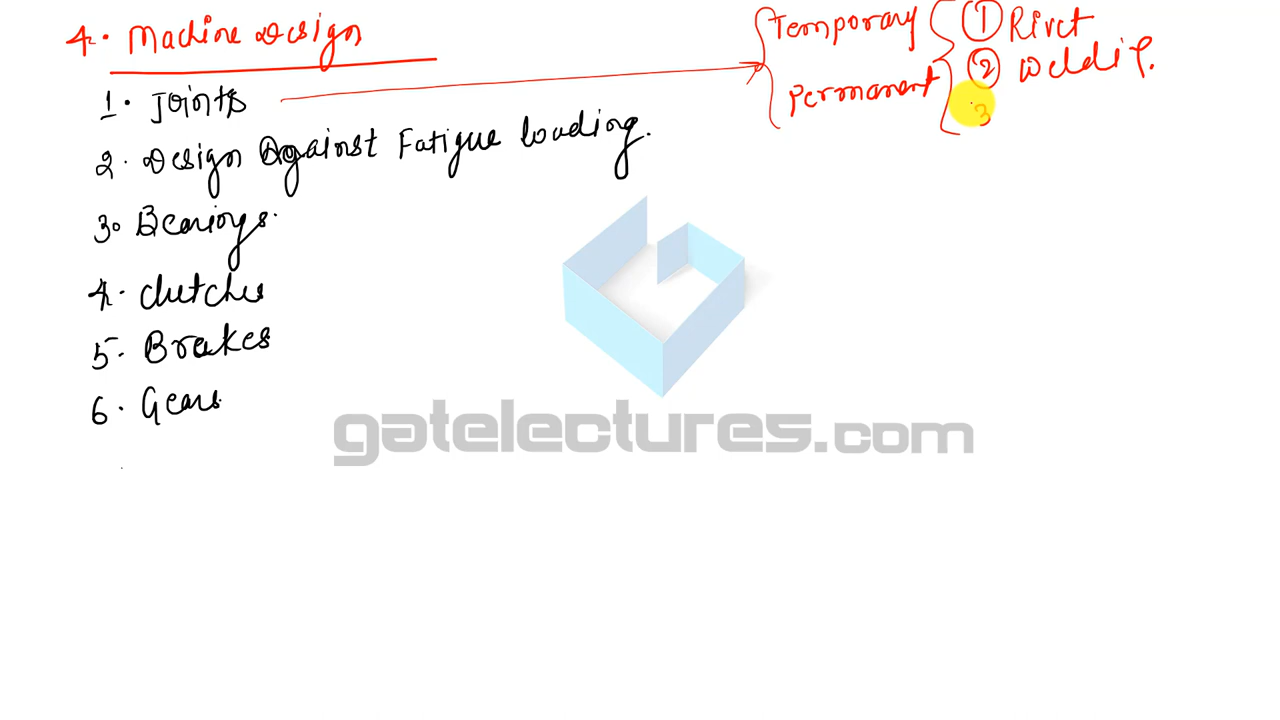 4. Machine Design
1. Joints
2. Design Against Fatigue loading.
3. Bearings.
4. clutches
5. Brakes
6. Gears
Temporary
Permanent
1 Rivet
2
3
gatelectures.com